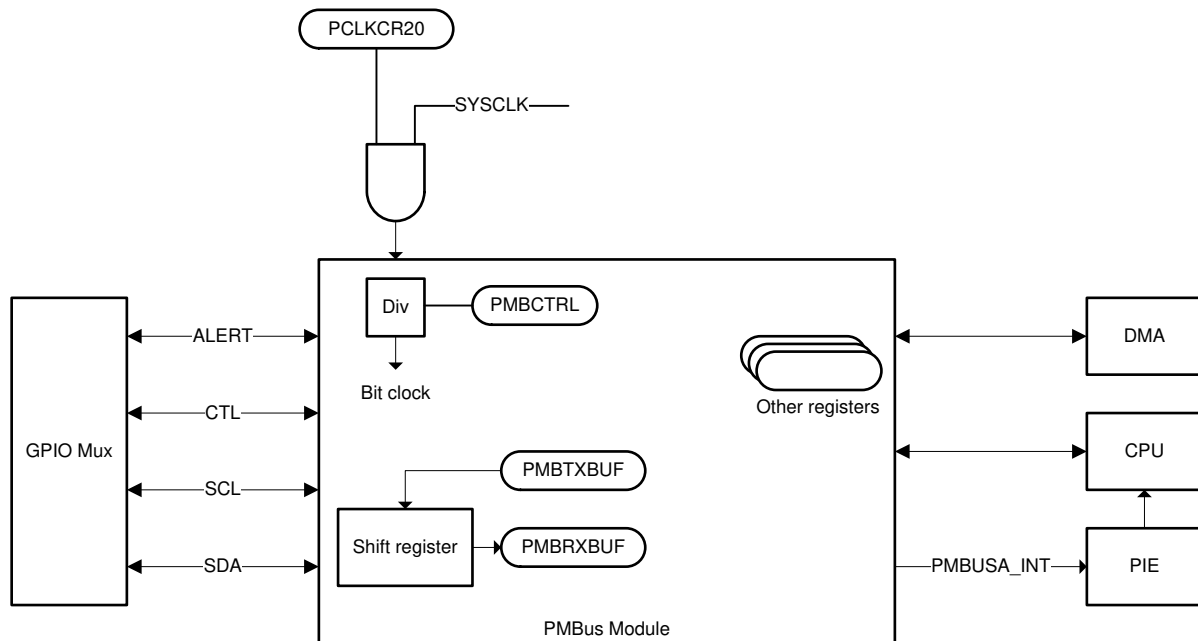 PCLKCR20
SYSCLK
Div
PMBCTRL
ALERT
DMA
Bit clock
Other registers
CTL
GPIO Mux
CPU
PMBTXBUF
SCL
Shift register
PMBRXBUF
SDA
PMBUSA_INT
PIE
PMBus Module